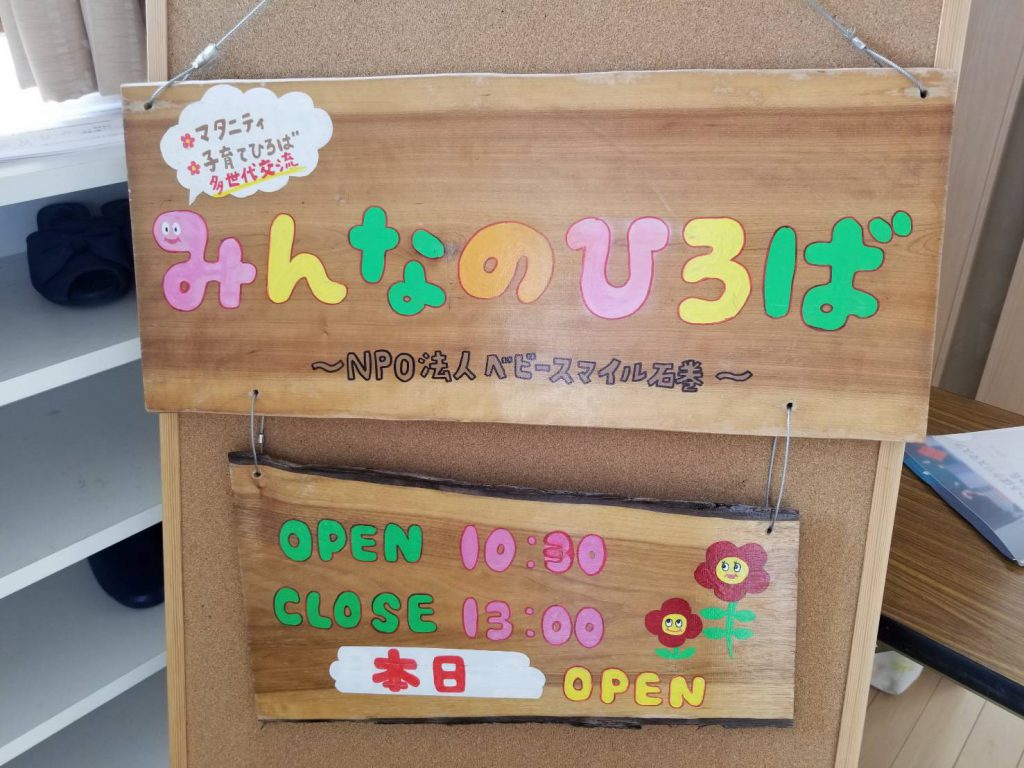 マタニティ
子育てひろば
多世代交流
みんなのひろば
～NPO法人 ベビースマイル石巻～
OPEN 10:30
CLOSE 13:00
本日 OPEN